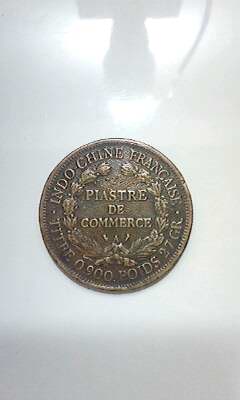 INDO-CHINE FRANÇAISE
PIASTRE
DE
COMMERCE
A
TITRE 0.900. POIDS 27 GR.